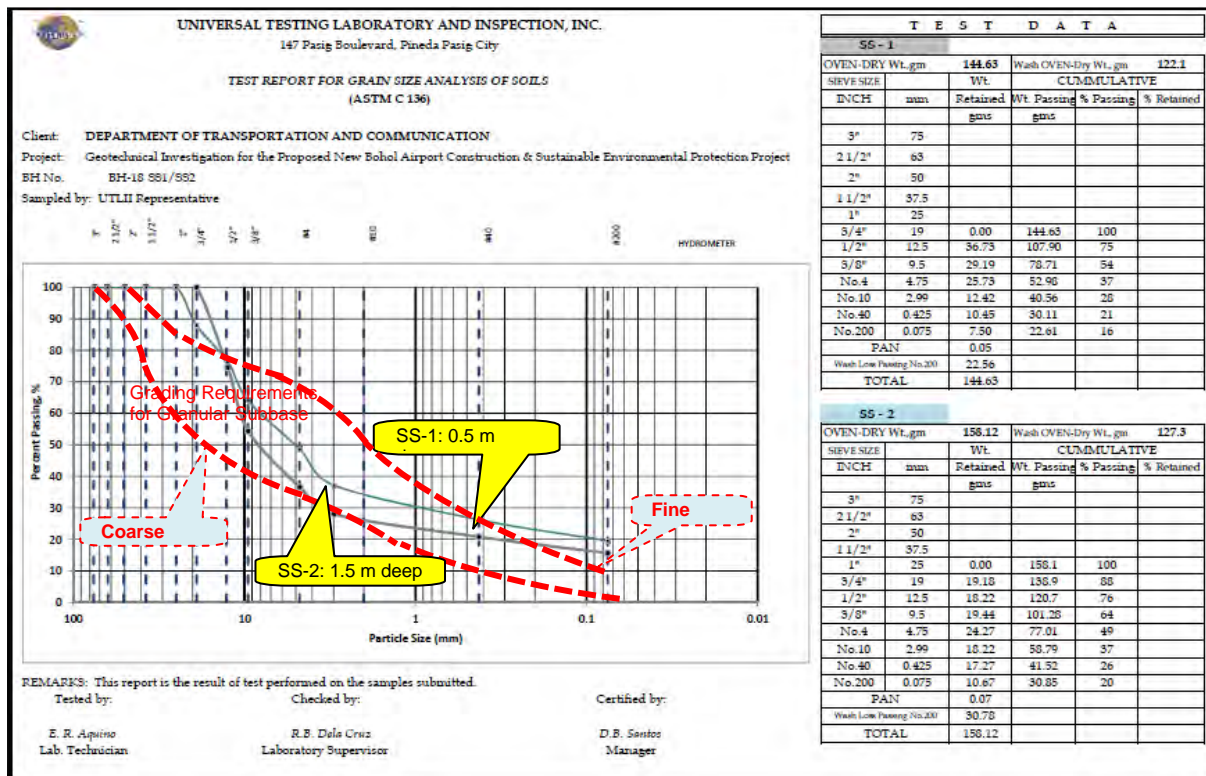 UNIVERSAL TESTING LABORATORY AND INSPECTION, INC.
147 Pasig Boulevard, Pineda Pasig City
TEST REPORT FOR GRAIN SIZE ANALYSIS OF SOILS
(ASTM C 136)
Client: DEPARTMENT OF TRANSPORTATION AND COMMUNICATION
Project: Geotechnical Investigation for the Proposed New Bohol Airport Construction & Sustainable Environmental Protection Project
BH No. BH-18 SS1/SS2
Sampled by: UTLII Representative
3" 2 1/2" 2" 1 1/2" 1" 3/4" 1/2" 3/8" #4 #10 #40 #200 HYDROMETER
Percent Passing, %
100
90
80
70
60
50
40
30
20
10
0
Grading Requirements
for Granular Subbase
SS-1: 0.5 m
Coarse
Fine
SS-2: 1.5 m deep
100 10 1 0.1 0.01
Particle Size (mm)
REMARKS: This report is the result of test performed on the samples submitted.
Tested by: Checked by: Certified by:
E. R. Aquino R.B. Dela Cruz D.B. Santos
Lab. Technician Laboratory Supervisor Manager
T E S T D A T A
SS - 1
OVEN-DRY Wt.,gm 144.63 Wash OVEN-Dry Wt., gm 122.1
SIEVE SIZE Wt. CUMMULATIVE
INCH mm Retained Wt. Passing % Passing % Retained
gms gms
3" 75
2 1/2" 63
2" 50
1 1/2" 37.5
1" 25
3/4" 19 0.00 144.63 100
1/2" 12.5 36.73 107.90 75
3/8" 9.5 29.19 78.71 54
No.4 4.75 25.73 52.98 37
No.10 2.99 12.42 40.56 28
No.40 0.425 10.45 30.11 21
No.200 0.075 7.50 22.61 16
PAN 0.05
Wash Loss Passing No.200 22.56
TOTAL 144.63
SS - 2
OVEN-DRY Wt.,gm 158.12 Wash OVEN-Dry Wt., gm 127.3
SIEVE SIZE Wt. CUMMULATIVE
INCH mm Retained Wt. Passing % Passing % Retained
gms gms
3" 75
2 1/2" 63
2" 50
1 1/2" 37.5
1" 25 0.00 158.1 100
3/4" 19 19.18 138.9 88
1/2" 12.5 18.22 120.7 76
3/8" 9.5 19.44 101.28 64
No.4 4.75 24.27 77.01 49
No.10 2.99 18.22 58.79 37
No.40 0.425 17.27 41.52 26
No.200 0.075 10.67 30.85 20
PAN 0.07
Wash Loss Passing No.200 30.78
TOTAL 158.12